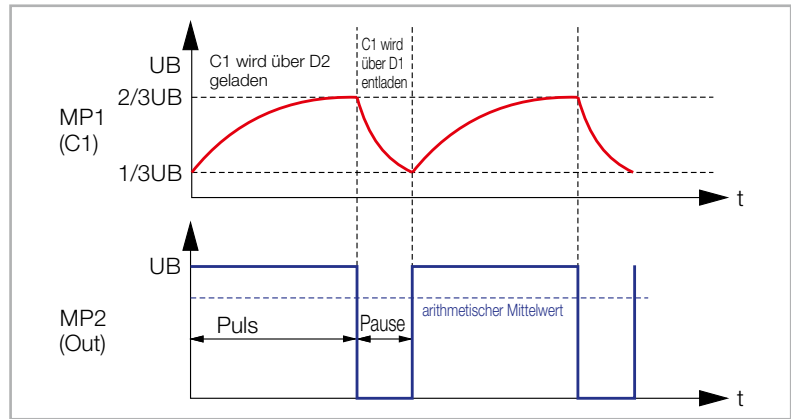 UB
C1 wird über D2
geladen
C1 wird
über D1
entladen
2/3UB
MP1
(C1)
1/3UB
t
UB
arithmetischer Mittelwert
Puls
Pause
MP2
(Out)
t